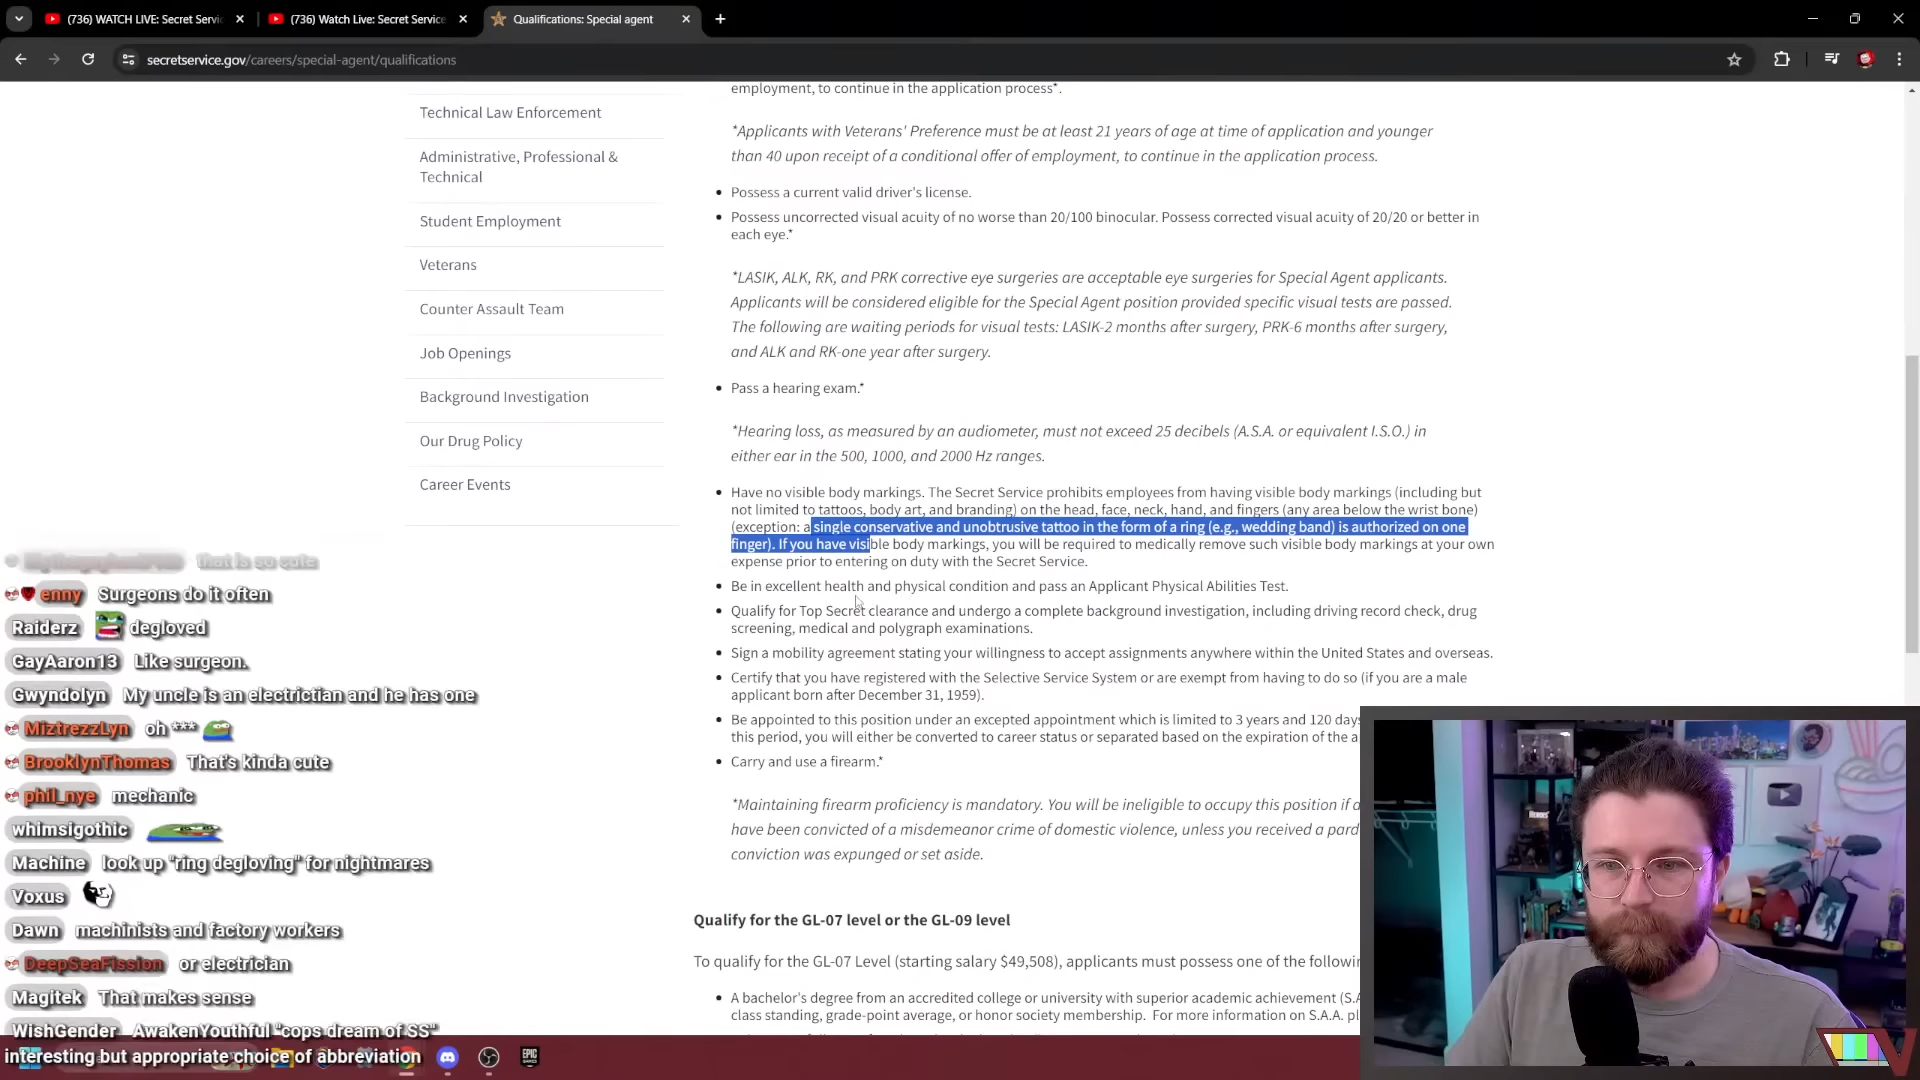 (736) WATCH LIVE: Secret Servic
(736) Watch Live: Secret Service
Qualifications: Special agent
secretservice.gov/careers/special-agent/qualifications
Technical Law Enforcement
Administrative, Professional &
Technical
Student Employment
Veterans
Counter Assault Team
Job Openings
Background Investigation
Our Drug Policy
Career Events
employment, to continue in the application process*.
*Applicants with Veterans' Preference must be at least 21 years of age at time of application and younger
than 40 upon receipt of a conditional offer of employment, to continue in the application process.
Possess a current valid driver's license.
Possess uncorrected visual acuity of no worse than 20/100 binocular. Possess corrected visual acuity of 20/20 or better in
each eye.*
*LASIK, ALK, RK, and PRK corrective eye surgeries are acceptable eye surgeries for Special Agent applicants.
Applicants will be considered eligible for the Special Agent position provided specific visual tests are passed.
The following are waiting periods for visual tests: LASIK-2 months after surgery, PRK-6 months after surgery,
and ALK and RK-one year after surgery.
Pass a hearing exam.*
*Hearing loss, as measured by an audiometer, must not exceed 25 decibels (A.S.A. or equivalent I.S.O.) in
either ear in the 500, 1000, and 2000 Hz ranges.
Have no visible body markings. The Secret Service prohibits employees from having visible body markings (including but
not limited to tattoos, body art, and branding) on the head, face, neck, hand, and fingers (any area below the wrist bone)
(exception: a single conservative and unobtrusive tattoo in the form of a ring (e.g., wedding band) is authorized on one
finger). If you have visible body markings, you will be required to medically remove such visible body markings at your own
expense prior to entering on duty with the Secret Service.
Be in excellent health and physical condition and pass an Applicant Physical Abilities Test.
Qualify for Top Secret clearance and undergo a complete background investigation, including driving record check, drug
screening, medical and polygraph examinations.
Sign a mobility agreement stating your willingness to accept assignments anywhere within the United States and overseas.
Certify that you have registered with the Selective Service System or are exempt from having to do so (if you are a male
applicant born after December 31, 1959).
Be appointed to this position under an excepted appointment which is limited to 3 years and 120 days
this period, you will either be converted to career status or separated based on the expiration of the a
Carry and use a firearm.*
*Maintaining firearm proficiency is mandatory. You will be ineligible to occupy this position if a
have been convicted of a misdemeanor crime of domestic violence, unless you received a pard
conviction was expunged or set aside.
Qualify for the GL-07 level or the GL-09 level
To qualify for the GL-07 Level (starting salary $49,508), applicants must possess one of the followin
A bachelor's degree from an accredited college or university with superior academic achievement (S.A
class standing, grade-point average, or honor society membership. For more information on S.A.A. pl
that is so cute
enny Surgeons do it often
Raiderz degloved
GayAaron13 Like surgeon.
Gwyndolyn My uncle is an electrictian and he has one
MiztrezzLyn oh ***
BrooklynThomas That's kinda cute
phil_nye mechanic
whimsigothic
Machine look up "ring degloving" for nightmares
Voxus
Dawn machinists and factory workers
DeepSeaFission or electrician
Magitek That makes sense
WishGender AwakenYouthful "cops dream of SS"
interesting but appropriate choice of abbreviation
EPIC
V